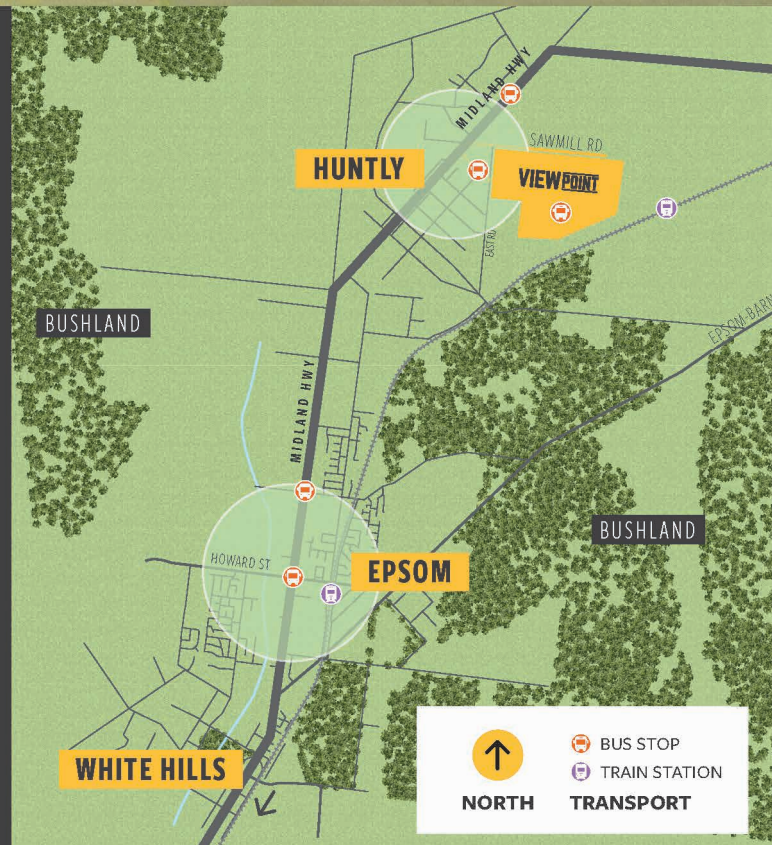 MIDLAND HWY
SAWMILL RD
HUNTLY
VIEWPOINT
EAST RD
BUSHLAND
EPSOM-BARN
MIDLAND HWY
BUSHLAND
HOWARD ST
EPSOM
WHITE HILLS
BUS STOP
TRAIN STATION
NORTH TRANSPORT